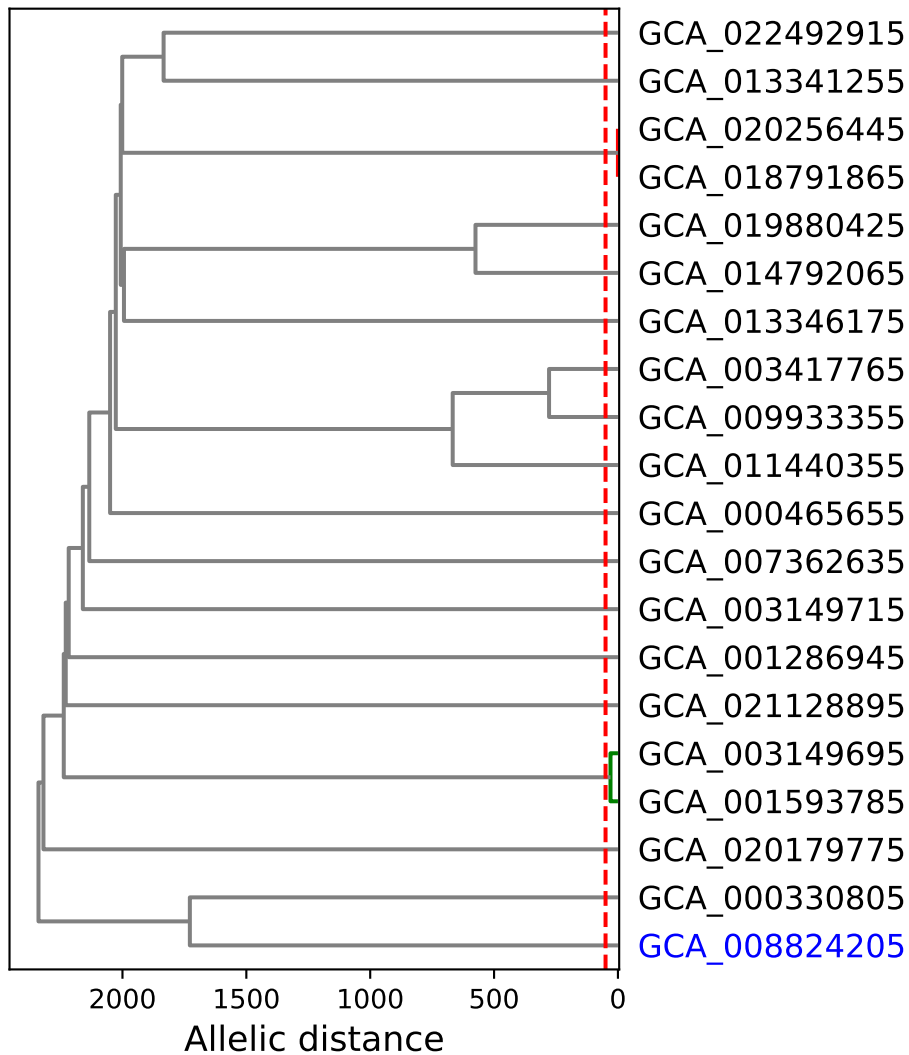 GCA_022492915
GCA_013341255
GCA_020256445
GCA_018791865
GCA_019880425
GCA_014792065
GCA_013346175
GCA_003417765
GCA_009933355
GCA_011440355
GCA_000465655
GCA_007362635
GCA_003149715
GCA_001286945
GCA_021128895
GCA_003149695
GCA_001593785
GCA_020179775
GCA_000330805
GCA_008824205
2000 1500 1000 500 0
Allelic distance